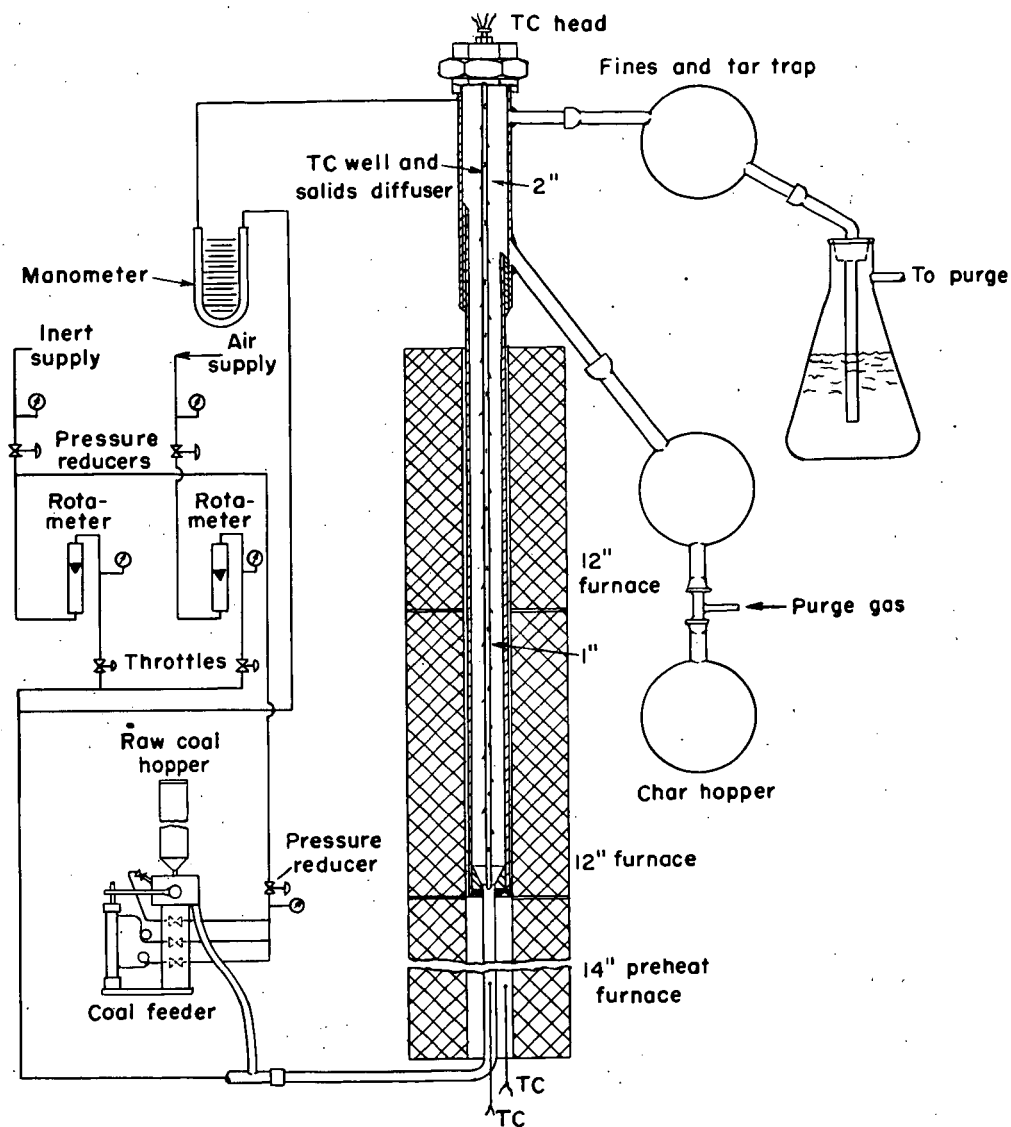 TC head
Fines and tar trap
TC well and
salids diffuser
2"
Manometer
To purge
Inert
supply
Air
supply
Pressure
reducers
Rota-
meter
Rota-
meter
12"
furnace
Purge gas
1"
Throttles
Raw coal
hopper
Char hopper
Pressure
reducer
12" furnace
14" preheat
furnace
Coal feeder
TC
TC